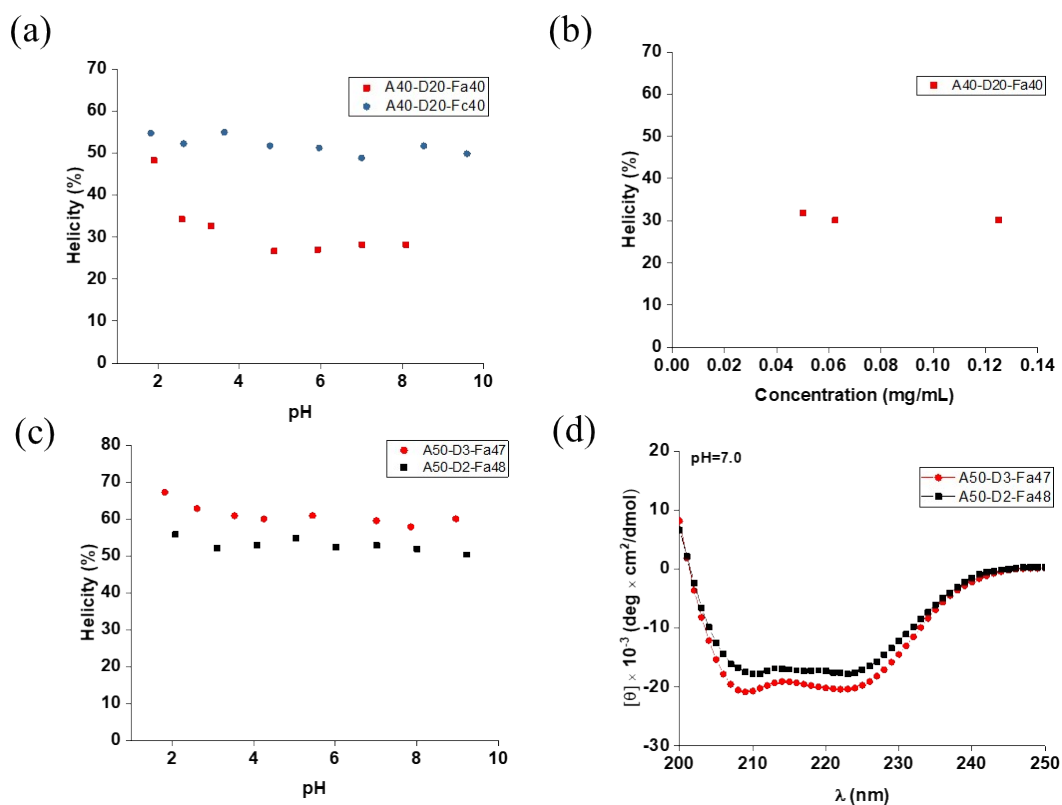 (a)
70
60
50
40
30
20
10
0
Helicity (%)
A40-D20-Fa40
A40-D20-Fc40
2 4 6 8 10
pH
(b)
70
60
50
40
30
20
10
0
Helicity (%)
A40-D20-Fa40
0.00 0.02 0.04 0.06 0.08 0.10 0.12 0.14
Concentration (mg/mL)
(c)
80
70
60
50
40
30
20
10
0
Helicity (%)
A50-D3-Fa47
A50-D2-Fa48
2 4 6 8 10
pH
(d)
20
10
0
-10
-20
-30
[θ] × 10⁻³ (deg × cm²/dmol)
pH=7.0
A50-D3-Fa47
A50-D2-Fa48
200 210 220 230 240 250
λ (nm)